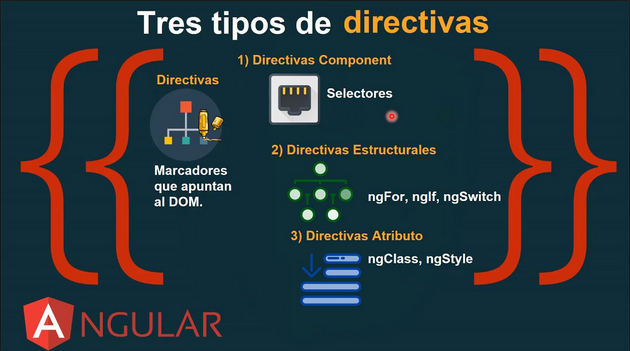 Tres tipos de directivas
1) Directivas Component
Directivas
Selectores
Marcadores
que apuntan
al DOM.
2) Directivas Estructurales
ngFor, ngIf, ngSwitch
3) Directivas Atributo
ngClass, ngStyle
ANGULAR